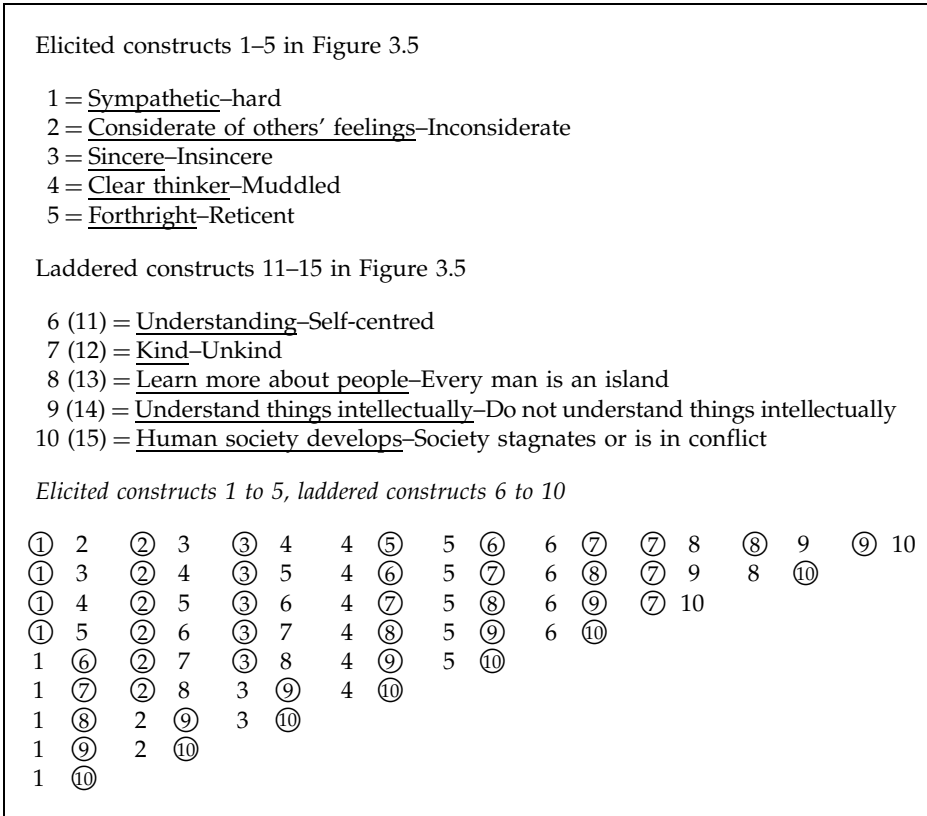 Elicited constructs 1–5 in Figure 3.5
1 = Sympathetic–hard
2 = Considerate of others' feelings–Inconsiderate
3 = Sincere–Insincere
4 = Clear thinker–Muddled
5 = Forthright–Reticent
Laddered constructs 11–15 in Figure 3.5
6 (11) = Understanding–Self-centred
7 (12) = Kind–Unkind
8 (13) = Learn more about people–Every man is an island
9 (14) = Understand things intellectually–Do not understand things intellectually
10 (15) = Human society develops–Society stagnates or is in conflict
Elicited constructs 1 to 5, laddered constructs 6 to 10
① 2 ② 3 ③ 4 4 ⑤ 5 ⑥ 6 ⑦ ⑦ 8 ⑧ 9 ⑨ 10
① 3 ② 4 ③ 5 4 ⑥ 5 ⑦ 6 ⑧ ⑦ 9 8 ⑩
① 4 ② 5 ③ 6 4 ⑦ 5 ⑧ 6 ⑨ ⑦ 10
① 5 ② 6 ③ 7 4 ⑧ 5 ⑨ 6 ⑩
1 ⑥ ② 7 ③ 8 4 ⑨ 5 ⑩
1 ⑦ ② 8 3 ⑨ 4 ⑩
1 ⑧ 2 ⑨ 3 ⑩
1 ⑨ 2 ⑩
1 ⑩